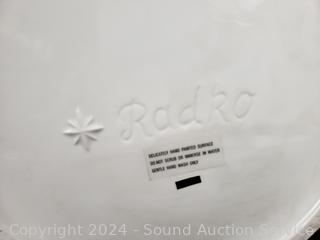 Radko
DELICATELY HAND PAINTED SURFACE
DO NOT SCRUB OR IMMERSE IN WATER
GENTLE HAND WASH ONLY
Copyright 2024 - Sound Auction Service